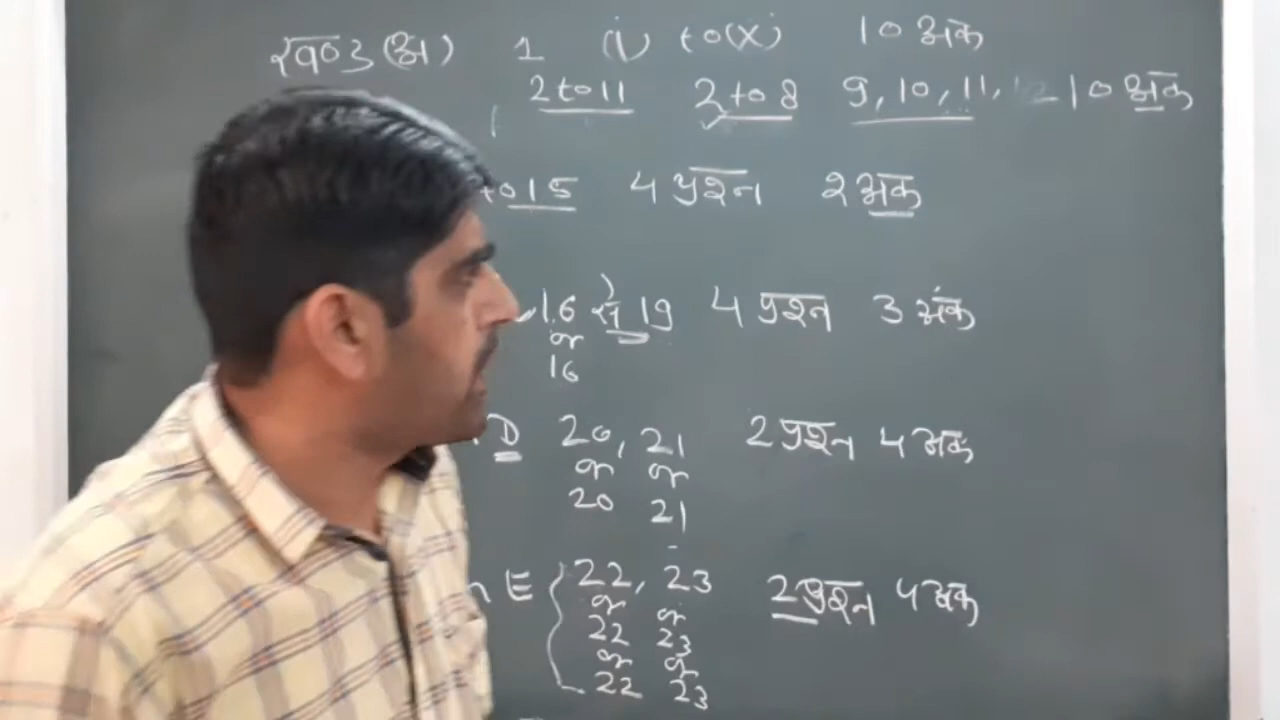 खण्ड (अ) 1 (i) to (x) 10 अंक
2 to 11 2 to 8 9, 10, 11, 10 अंक
to 15 4 प्रश्न 2 अंक
16 से 19 4 प्रश्न 3 अंक
or
16
D 20, 21 2 प्रश्न 4 अंक
or or
20 21
n E 22, 23 2 प्रश्न 4 अंक
or or
22 23
or or
22 23